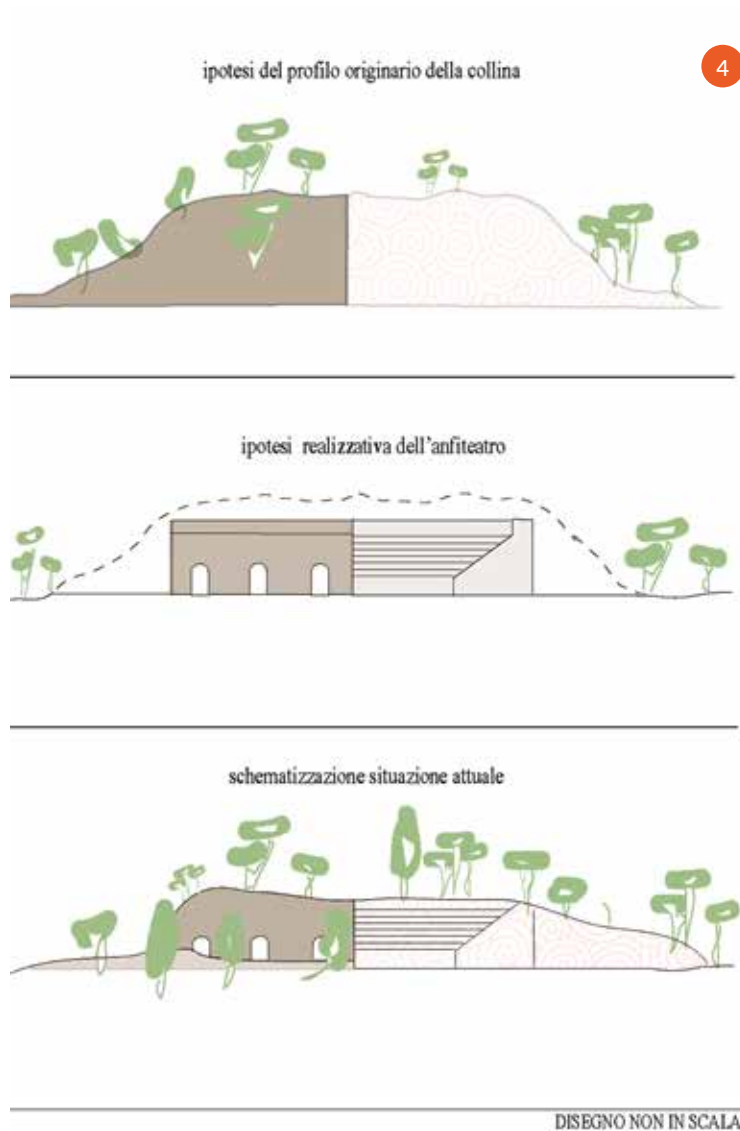 ipotesi del profilo originario della collina
4
ipotesi realizzativa dell'anfiteatro
schematizzazione situazione attuale
DISEGNO NON IN SCALA